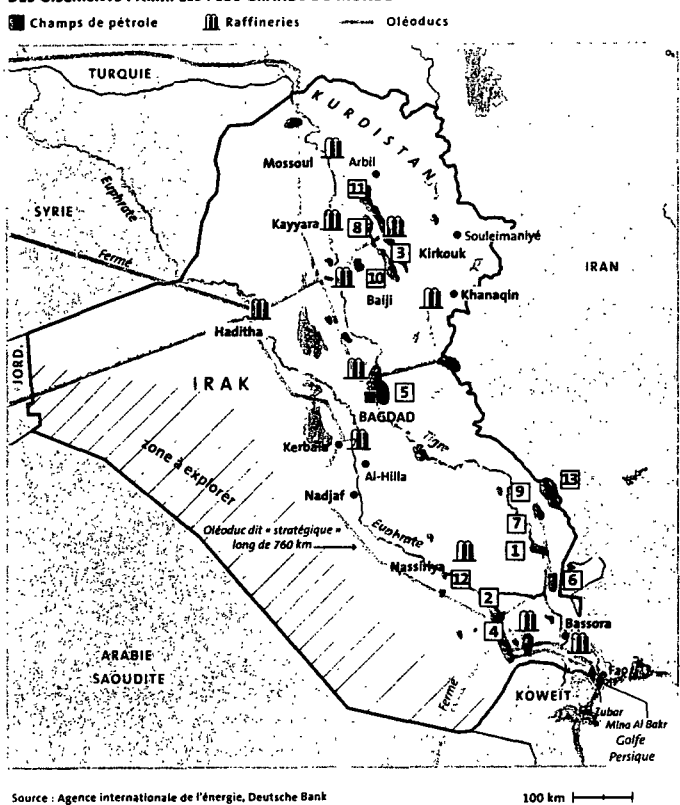 Champs de pétrole Raffineries Oléoducs
TURQUIE
KURDISTAN
Mossoul
Arbil
11
Euphrate
SYRIE
Kayyara
8
Souleimaniyé
3
Kirkouk
Fermé
IRAN
10
Baiji
Khanaqin
Haditha
JORD.
IRAK
5
BAGDAD
Tigre
Kerbala
zone à explorer
Al-Hilla
13
9
Nadjaf
7
Oléoduc dit « stratégique »
long de 760 km
Euphrate
1
Nassiriya
12
6
2
Bassora
4
ARABIE
SAOUDITE
Fao
Fermé
KOWEIT
Zubar
Mina Al Bakr
Golfe
Persique
Source : Agence internationale de l'énergie, Deutsche Bank
100 km